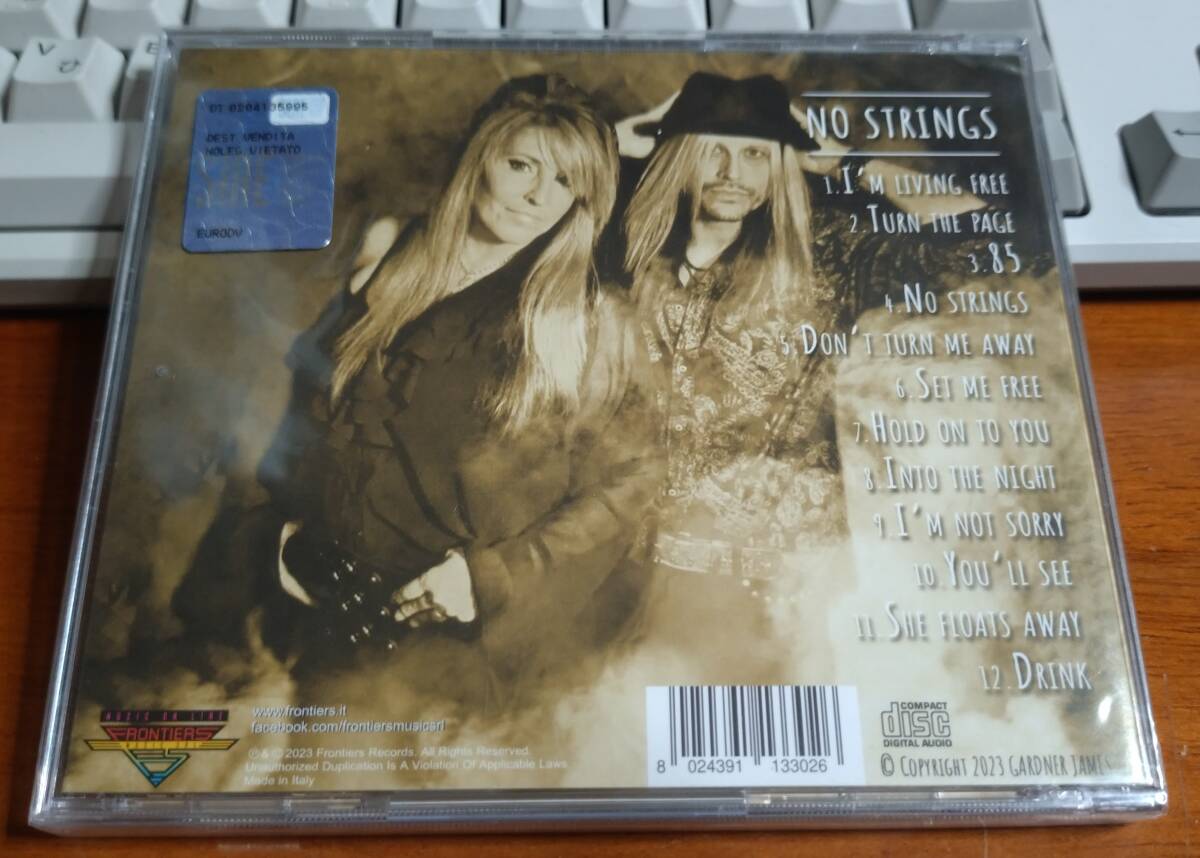 DI 0204135995
DEST.VENDITA
NOLEG.VIETATO
EURODV
NO STRINGS
1.I'M LIVING FREE
2.TURN THE PAGE
3.85
4.NO STRINGS
5.DON'T TURN ME AWAY
6.SET ME FREE
7.HOLD ON TO YOU
8.INTO THE NIGHT
9.I'M NOT SORRY
10.YOU'LL SEE
11.SHE FLOATS AWAY
12.DRINK
FRONTIERS
www.frontiers.it
facebook.com/frontiersmusicsrl
℗ & © 2023 Frontiers Records. All Rights Reserved.
Unauthorized Duplication Is A Violation Of Applicable Laws
Made in Italy
8 024391 133026
COMPACT
disc
DIGITAL AUDIO
© COPYRIGHT 2023 GARDNER JAMES
V